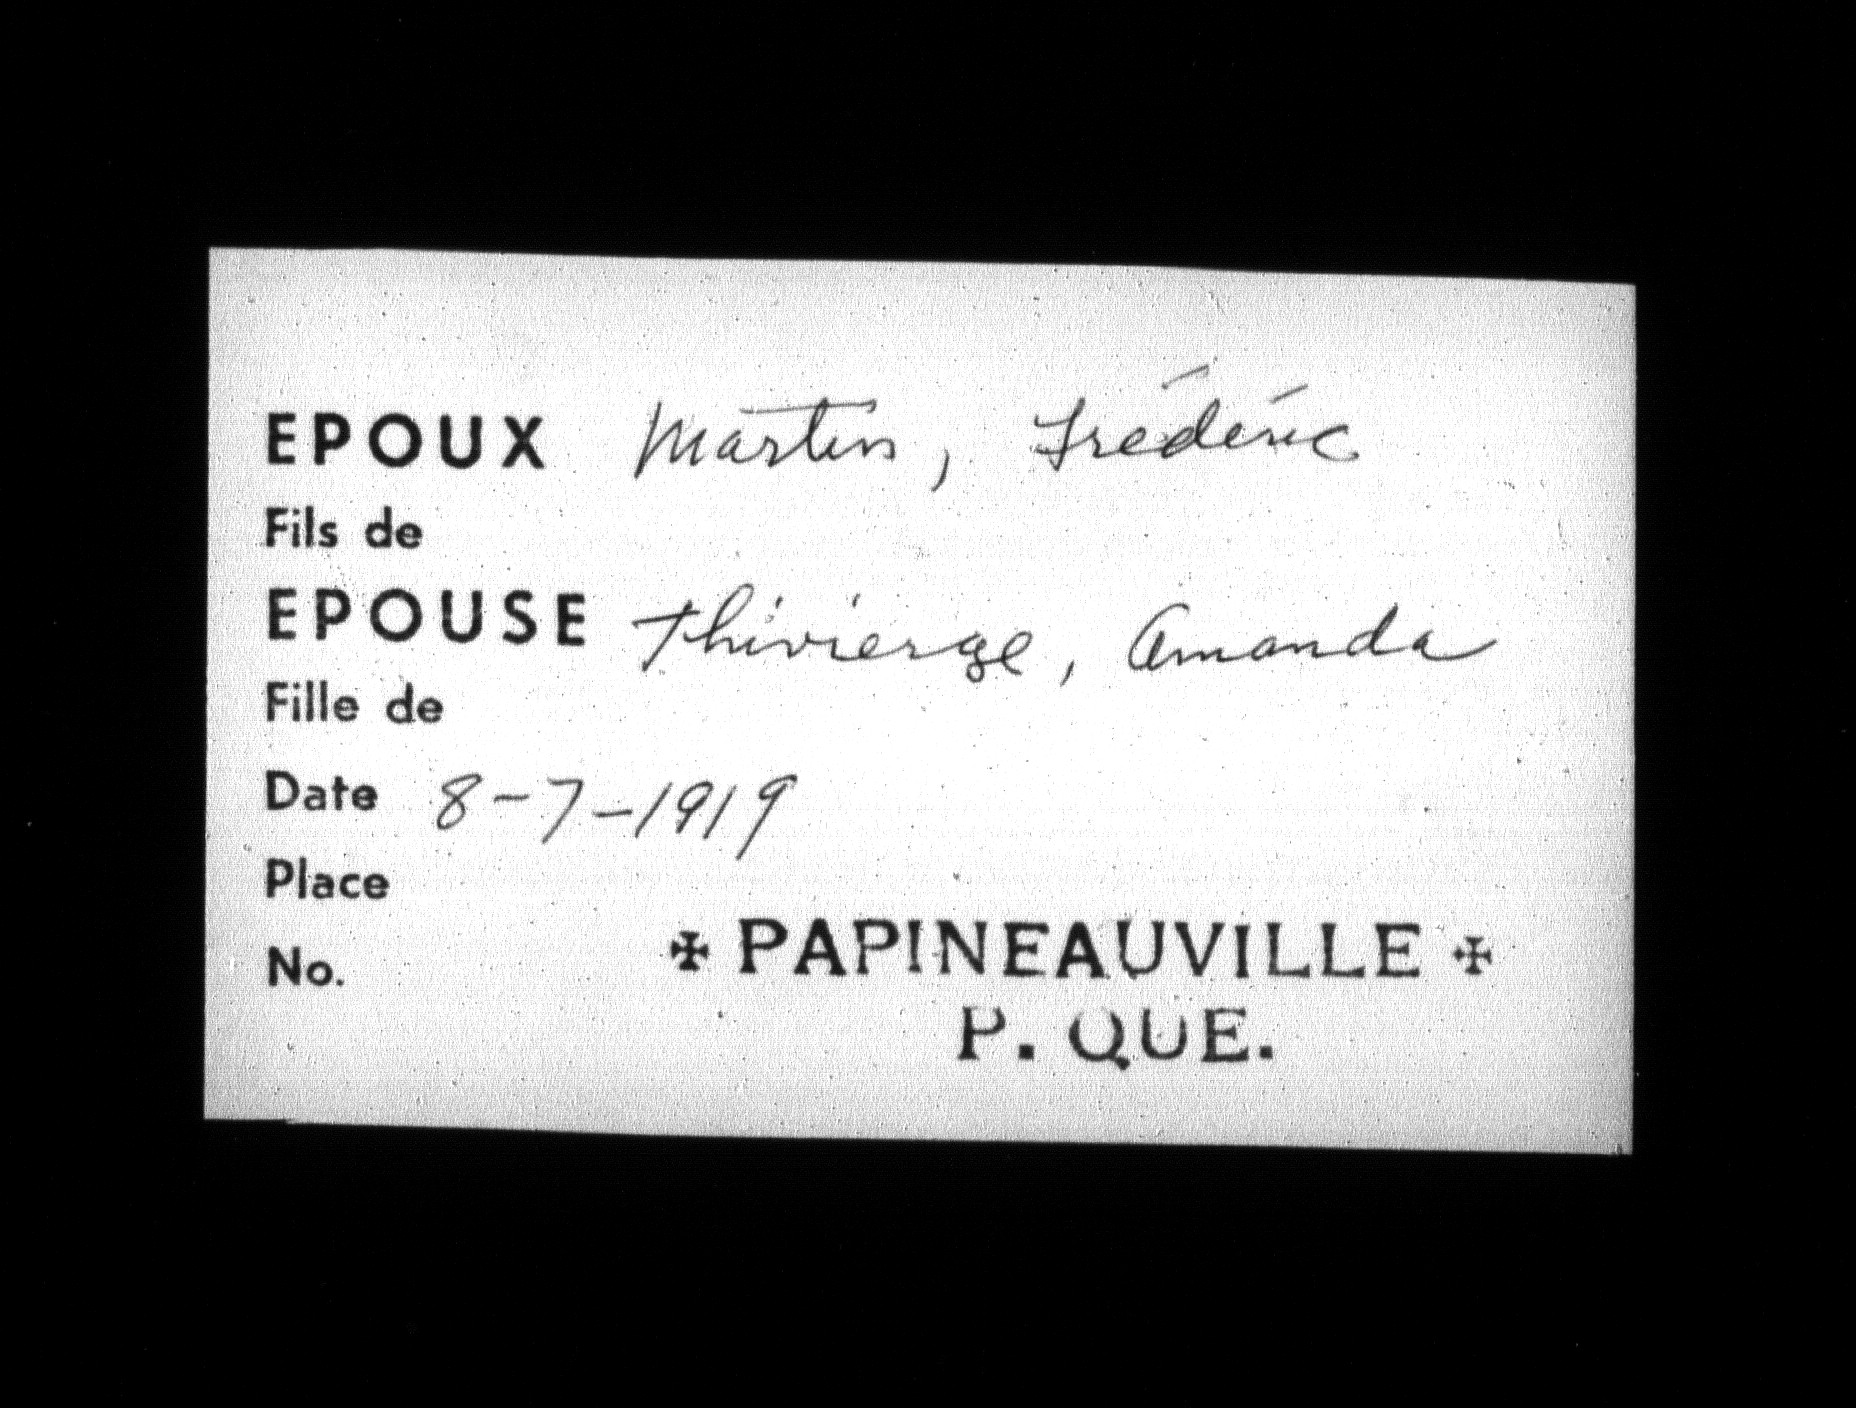 EPOUX Martin, Frédéric
Fils de
EPOUSE Thivierge, Amanda
Fille de
Date 8-7-1919
Place
No. ✠ PAPINEAUVILLE ✠
P. QUE.